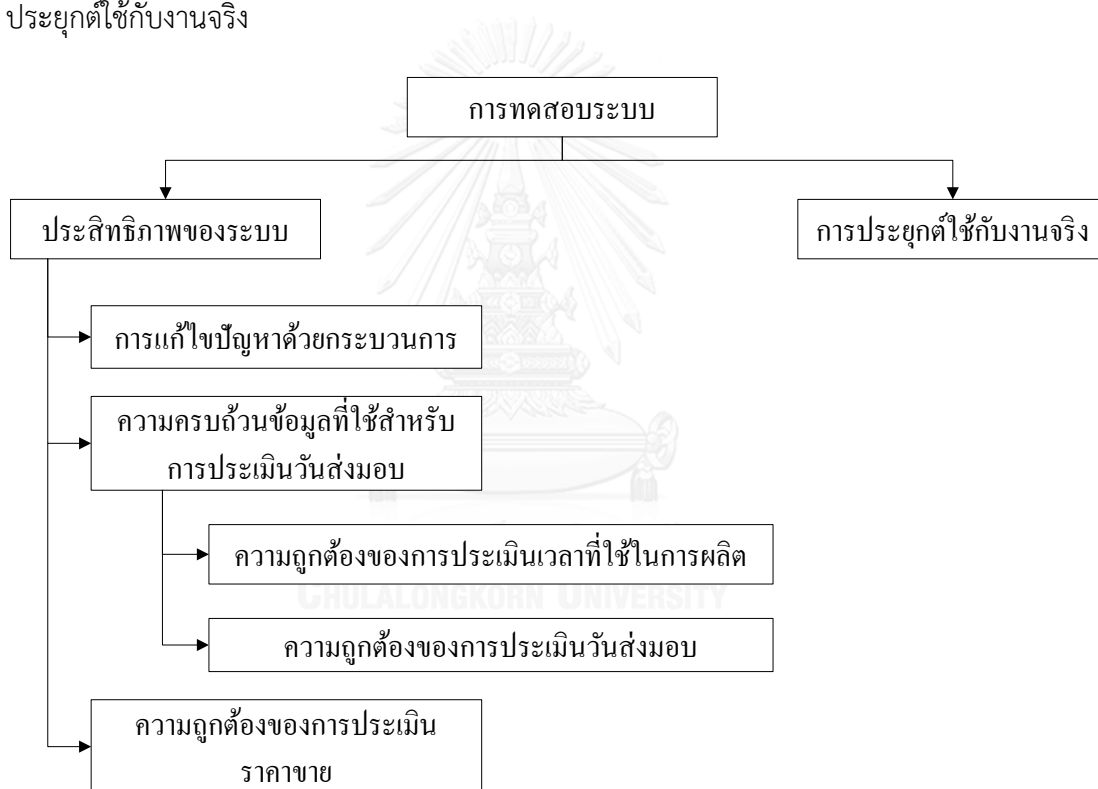 ประยุกต์ใช้กับงานจริง
การทดสอบระบบ
ประสิทธิภาพของระบบ
การประยุกต์ใช้กับงานจริง
การแก้ไขปัญหาด้วยกระบวนการ
ความครบถ้วนข้อมูลที่ใช้สำหรับ
การประเมินวันส่งมอบ
ความถูกต้องของการประเมินเวลาที่ใช้ในการผลิต
CHULALONGKORN UNIVERSITY
ความถูกต้องของการประเมินวันส่งมอบ
ความถูกต้องของการประเมิน
ราคาขาย